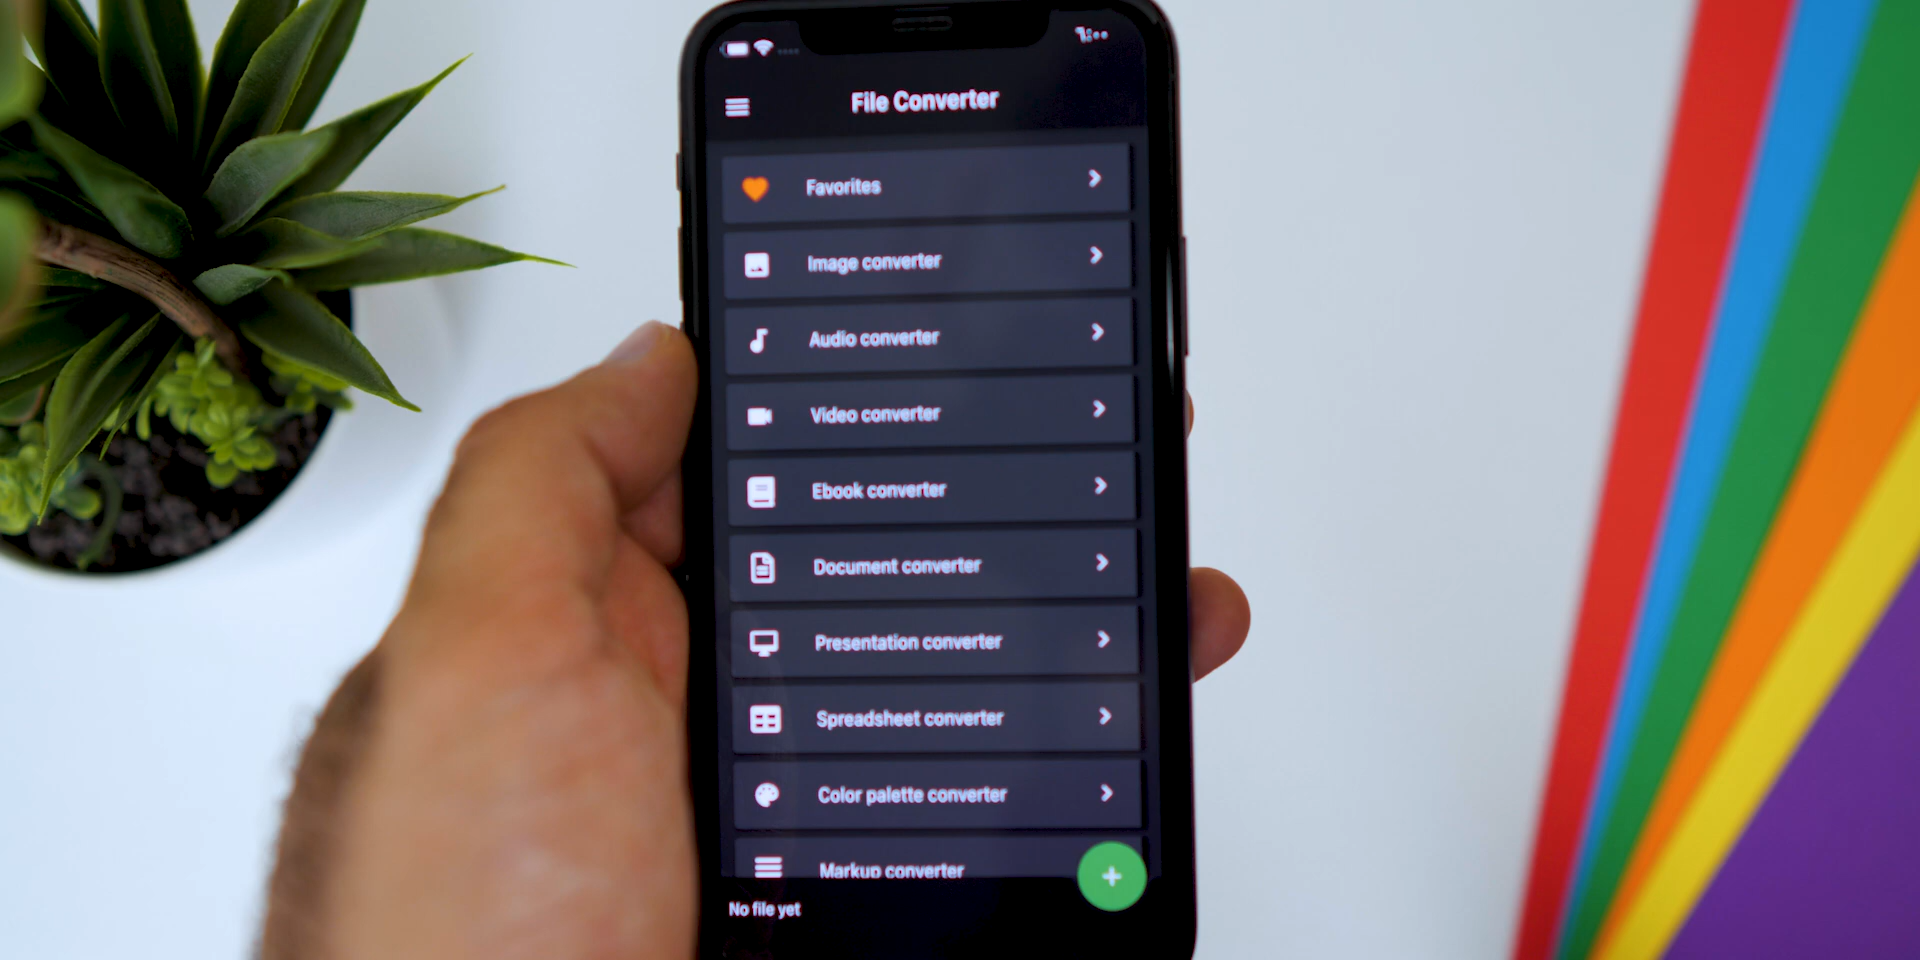 File Converter
Favorites
Image converter
Audio converter
Video converter
Ebook converter
Document converter
Presentation converter
Spreadsheet converter
Color palette converter
Markup converter
No file yet